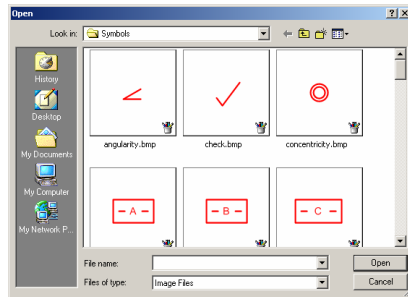 Open
Look in:
Symbols
History
Desktop
My Documents
My Computer
My Network P...
angularity.bmp
check.bmp
concentricity.bmp
- A -
- B -
- C -
File name:
Open
Files of type:
Image Files
Cancel